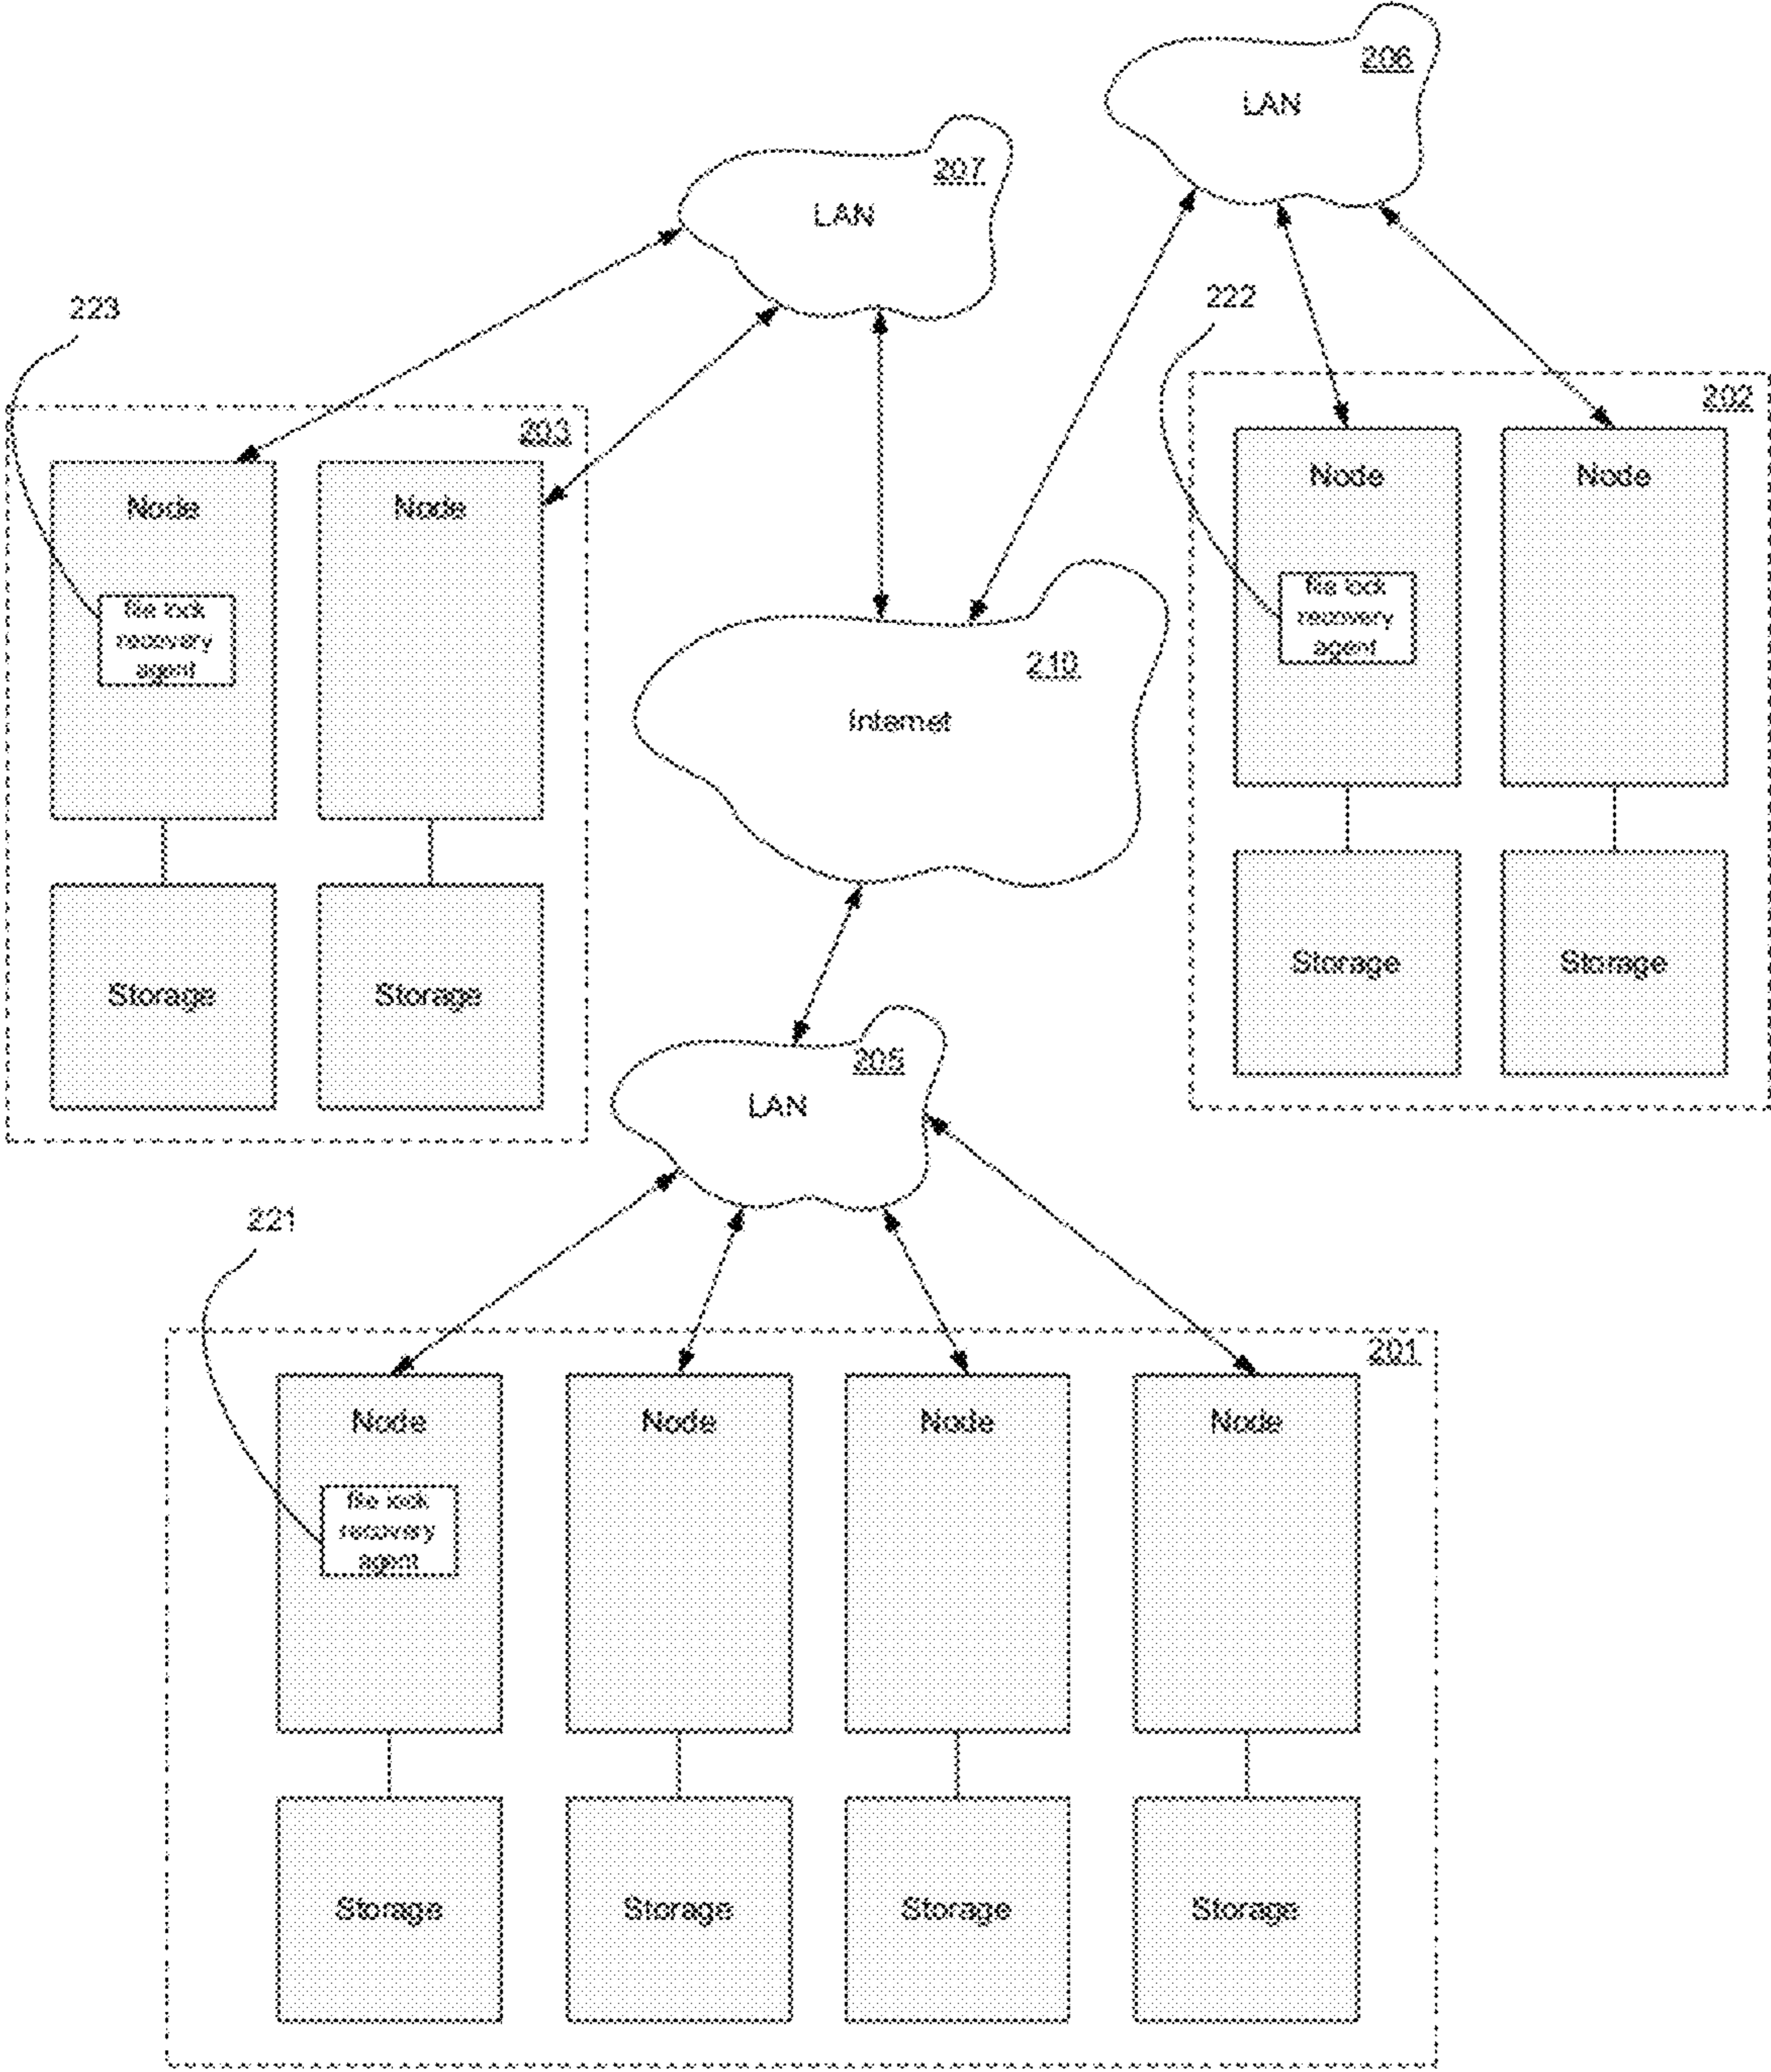 206
LAN
207
LAN
223
222
203
202
Node
Node
Node
Node
file lock
recovery
agent
file lock
recovery
agent
210
Internet
Storage
Storage
Storage
Storage
205
LAN
221
201
Node
Node
Node
Node
file lock
recovery
agent
Storage
Storage
Storage
Storage